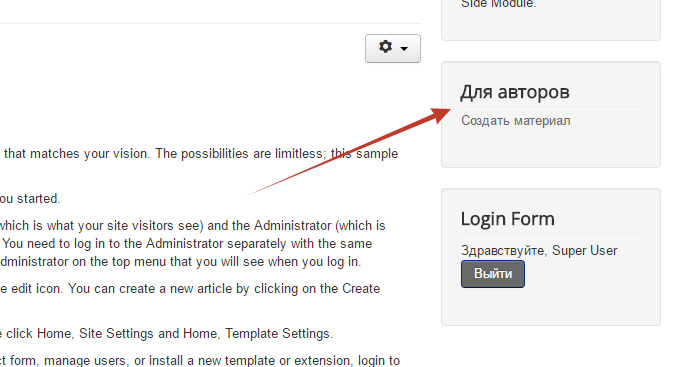 Side Module.
Для авторов
Создать материал
that matches your vision. The possibilities are limitless; this sample
ou started.
which is what your site visitors see) and the Administrator (which is
You need to log in to the Administrator separately with the same
dministrator on the top menu that you will see when you log in.
e edit icon. You can create a new article by clicking on the Create
e click Home, Site Settings and Home, Template Settings.
ct form, manage users, or install a new template or extension, login to
Login Form
Здравствуйте, Super User
Выйти